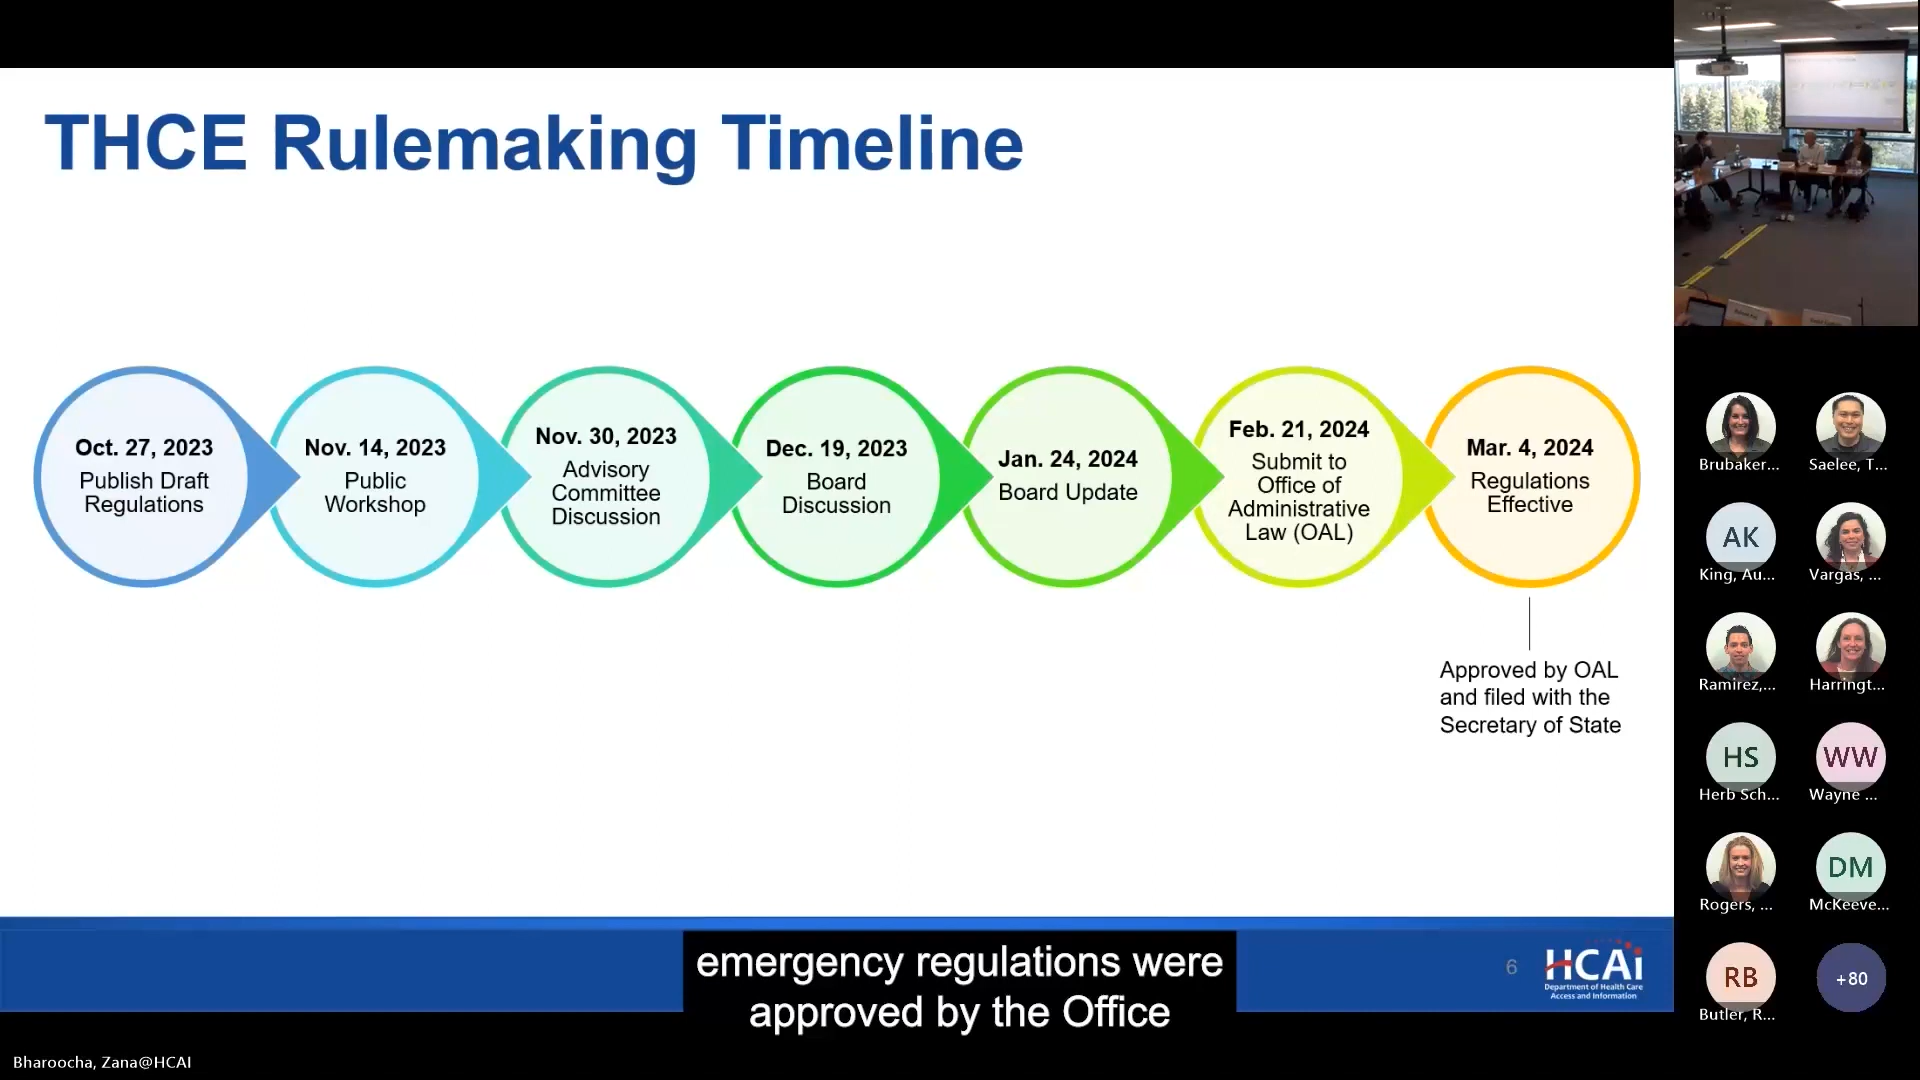 THCE Rulemaking Timeline
Oct. 27, 2023
Publish Draft
Regulations
Nov. 14, 2023
Public
Workshop
Nov. 30, 2023
Advisory
Committee
Discussion
Dec. 19, 2023
Board
Discussion
Jan. 24, 2024
Board Update
Feb. 21, 2024
Submit to
Office of
Administrative
Law (OAL)
Mar. 4, 2024
Regulations
Effective
Approved by OAL
and filed with the
Secretary of State
6
HCAi
Department of Health Care
Access and Information
emergency regulations were
approved by the Office
Bharoocha, Zana@HCAI
Brubaker...
Saelee, T...
AK
King, Au...
Vargas, ...
Ramirez,...
Harringt...
HS
Herb Sch...
WW
Wayne ...
Rogers, ...
DM
McKeeve...
RB
Butler, R...
+80